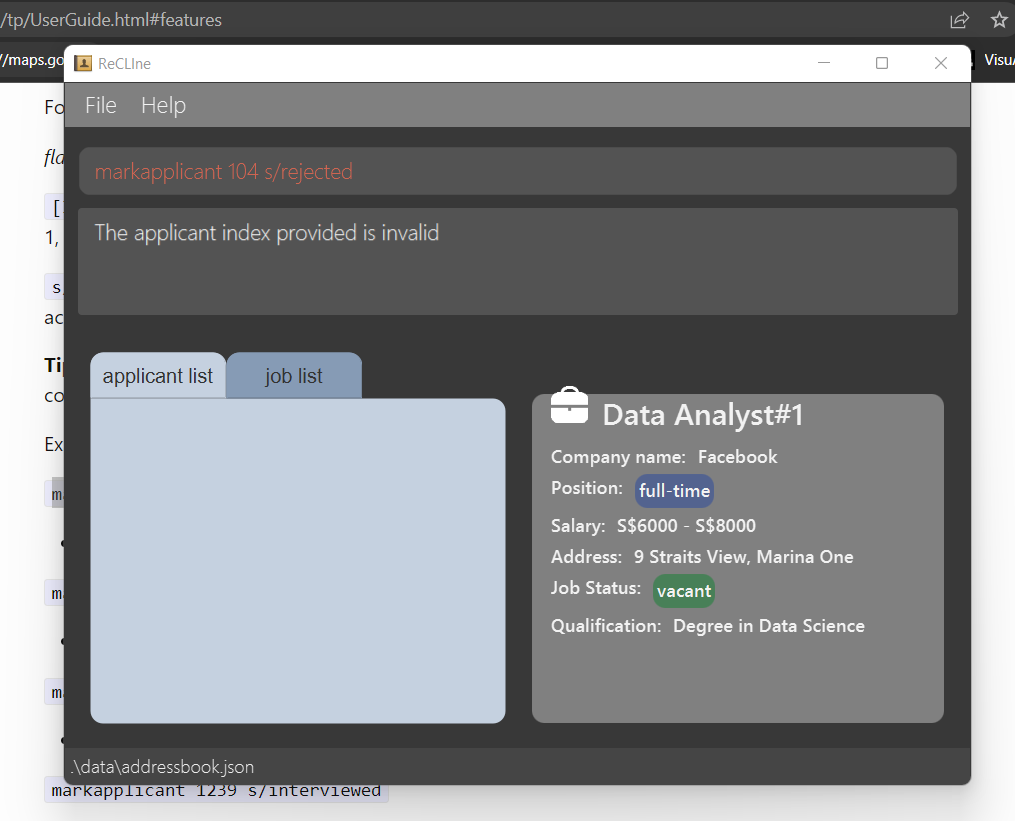 /tp/UserGuide.html#features
//maps.go
ReCLIne
Visu
File Help
Fo
markapplicant 104 s/rejected
fla
[
1,
The applicant index provided is invalid
s
ac
Tip
co
applicant list
job list
Data Analyst#1
Ex
Company name: Facebook
Position: full-time
ma
Salary: S$6000 - S$8000
Address: 9 Straits View, Marina One
Job Status: vacant
ma
Qualification: Degree in Data Science
ma
.\data\addressbook.json
markapplicant 1239 s/interviewed